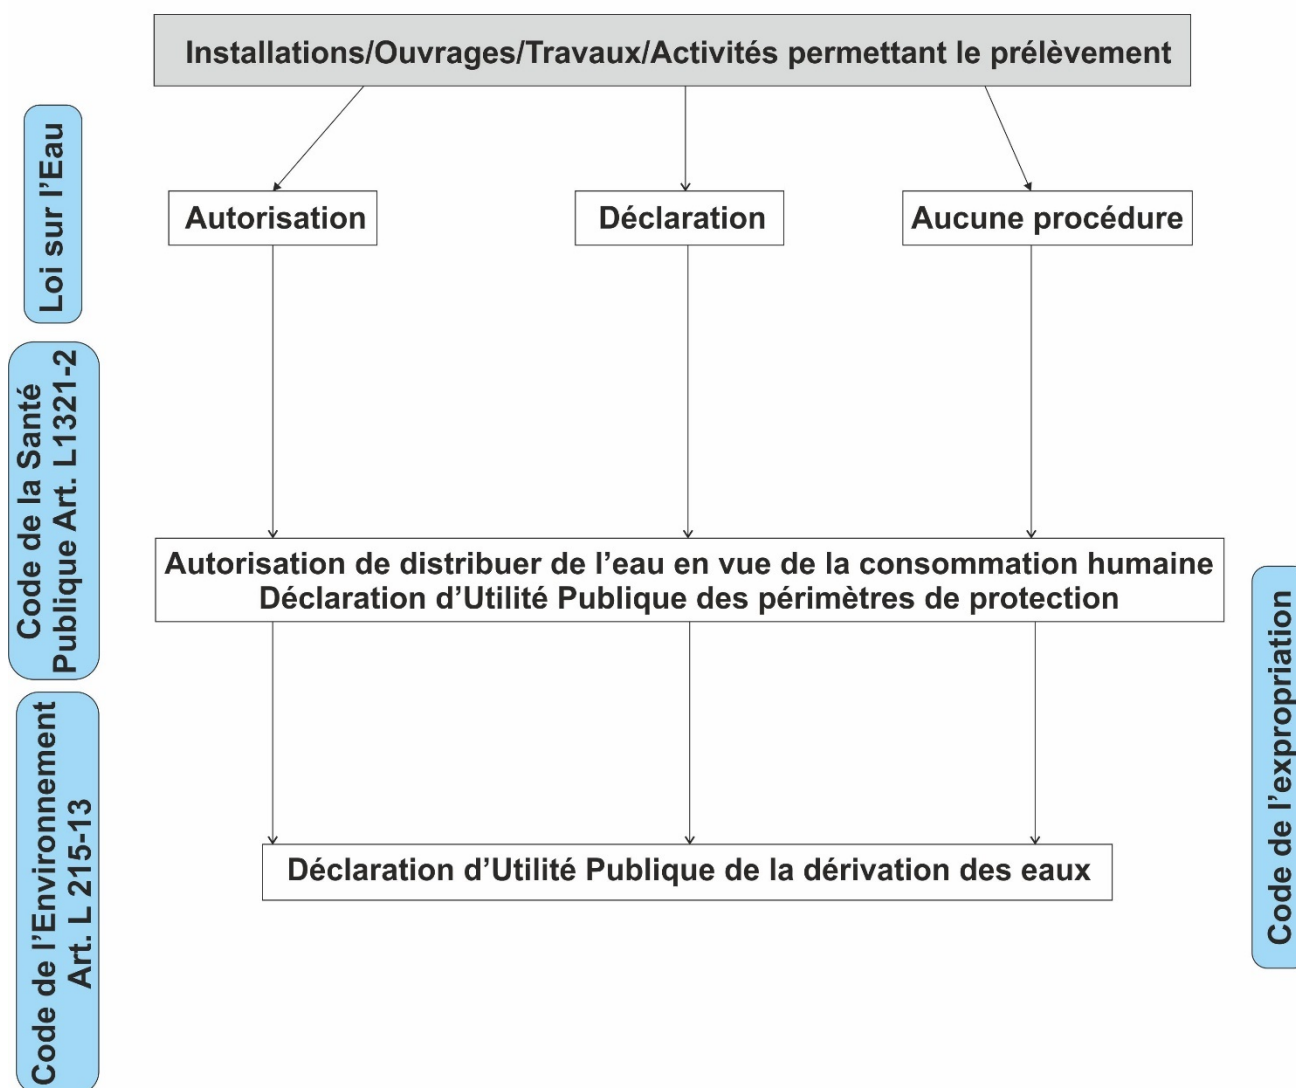 Installations/Ouvrages/Travaux/Activités permettant le prélèvement
Loi sur l’Eau
Autorisation
Déclaration
Aucune procédure
Code de la Santé
Publique Art. L1321-2
Autorisation de distribuer de l’eau en vue de la consommation humaine
Déclaration d’Utilité Publique des périmètres de protection
Code de l’expropriation
Code de l’Environnement
Art. L 215-13
Déclaration d’Utilité Publique de la dérivation des eaux